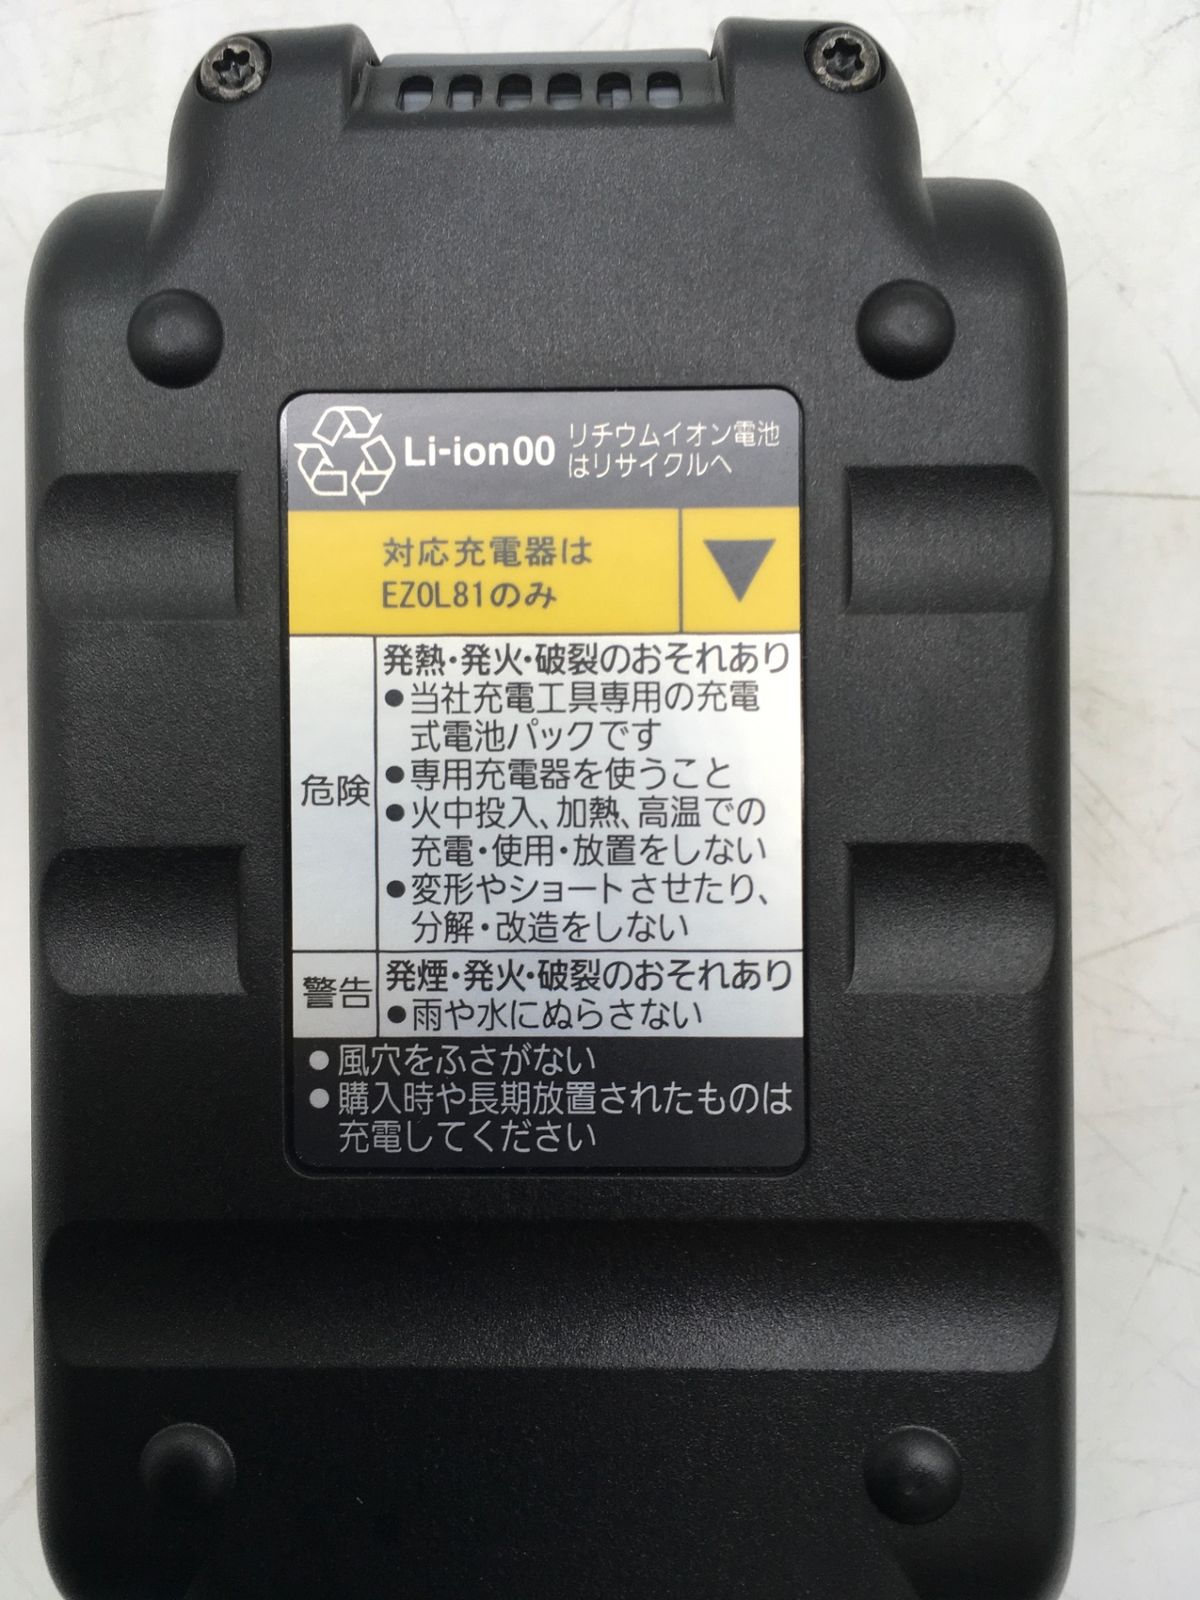 Li-ion00 リチウムイオン電池
はリサイクルへ
対応充電器は
EZ0L81のみ
危険
発熱・発火・破裂のおそれあり
●当社充電工具専用の充電
式電池パックです
●専用充電器を使うこと
●火中投入、加熱、高温での
充電・使用・放置をしない
●変形やショートさせたり、
分解・改造をしない
警告
発煙・発火・破裂のおそれあり
●雨や水にぬらさない
●風穴をふさがない
●購入時や長期放置されたものは
充電してください